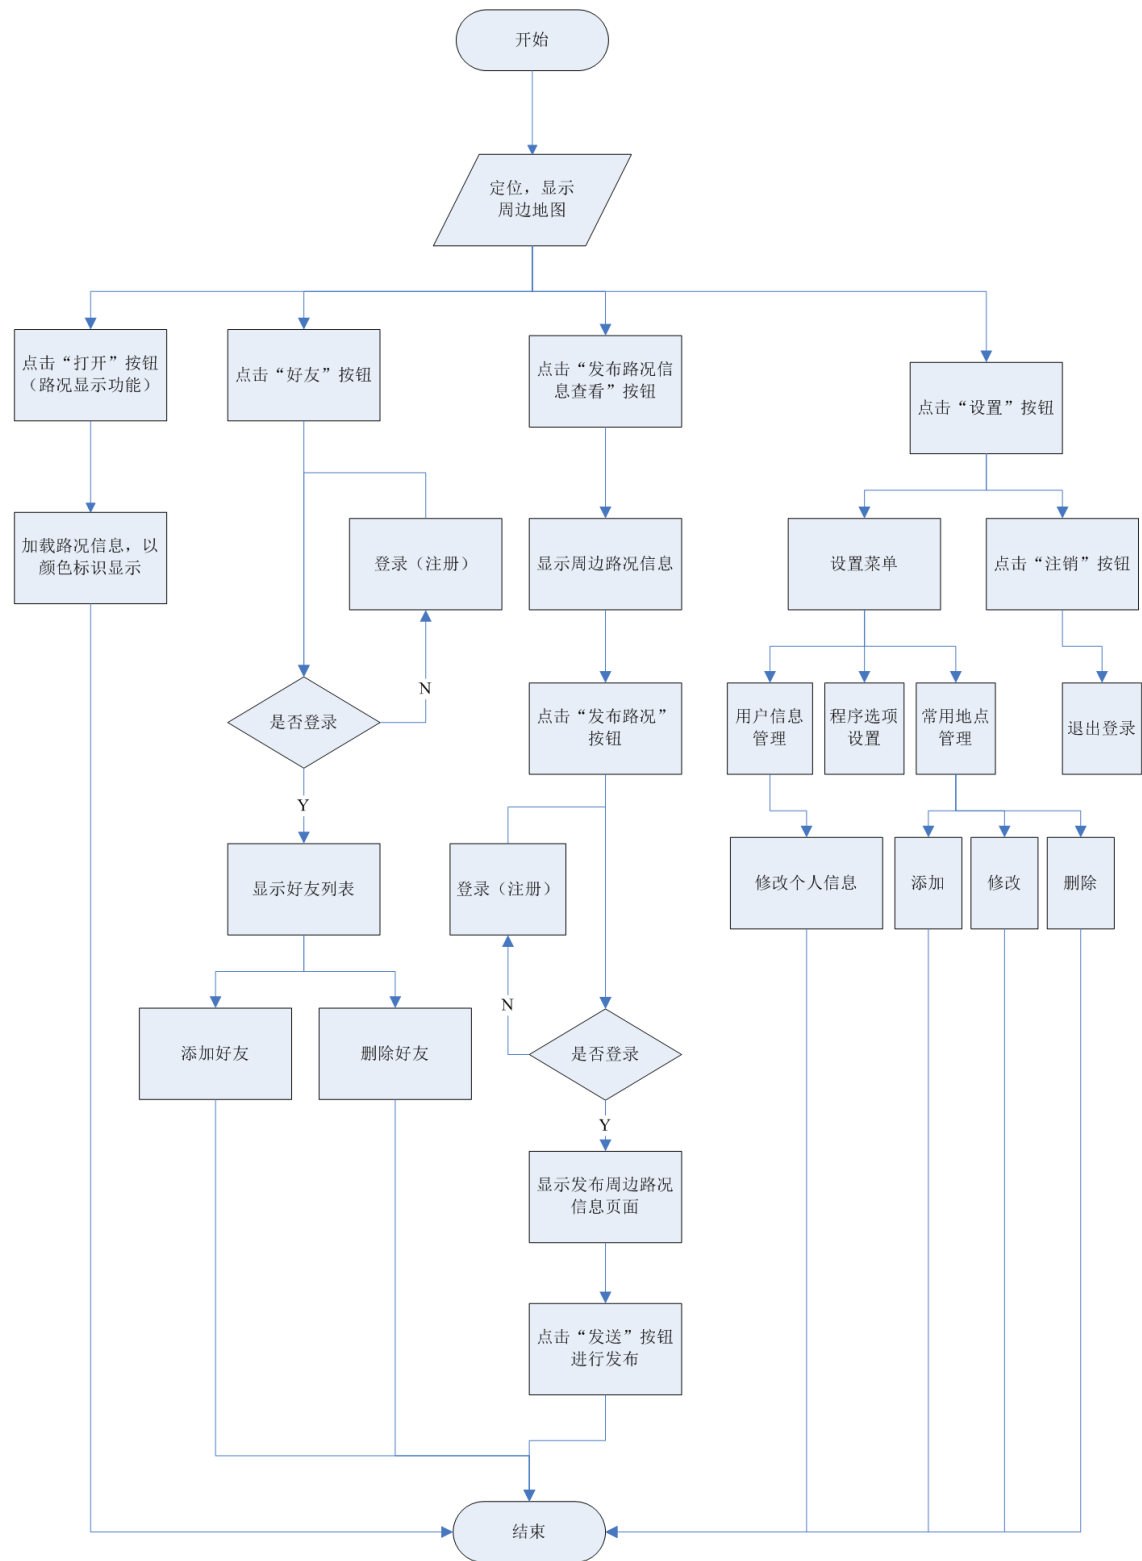 开始
定位，显示
周边地图
点击“打开”按钮
（路况显示功能）
点击“好友”按钮
点击“发布路况信
息查看”按钮
点击“设置”按钮
加载路况信息，以
颜色标识显示
登录（注册）
显示周边路况信息
设置菜单
点击“注销”按钮
N
是否登录
点击“发布路况”
按钮
用户信息
管理
程序选项
设置
常用地点
管理
退出登录
Y
显示好友列表
登录（注册）
修改个人信息
添加
修改
删除
N
添加好友
删除好友
是否登录
Y
显示发布周边路况
信息页面
点击“发送”按钮
进行发布
结束